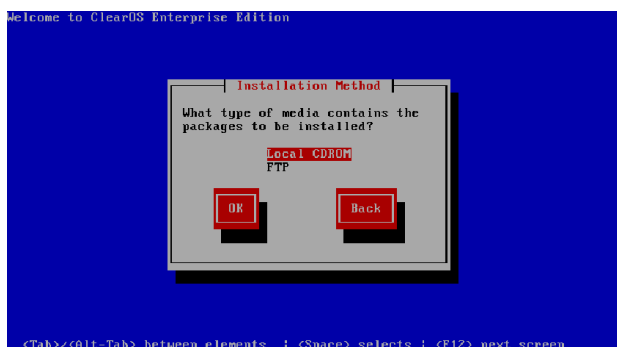 Welcome to ClearOS Enterprise Edition
Installation Method
What type of media contains the
packages to be installed?
Local CDROM
FTP
OK Back
<Tab>/<Alt-Tab> between elements | <Space> selects | <F12> next screen